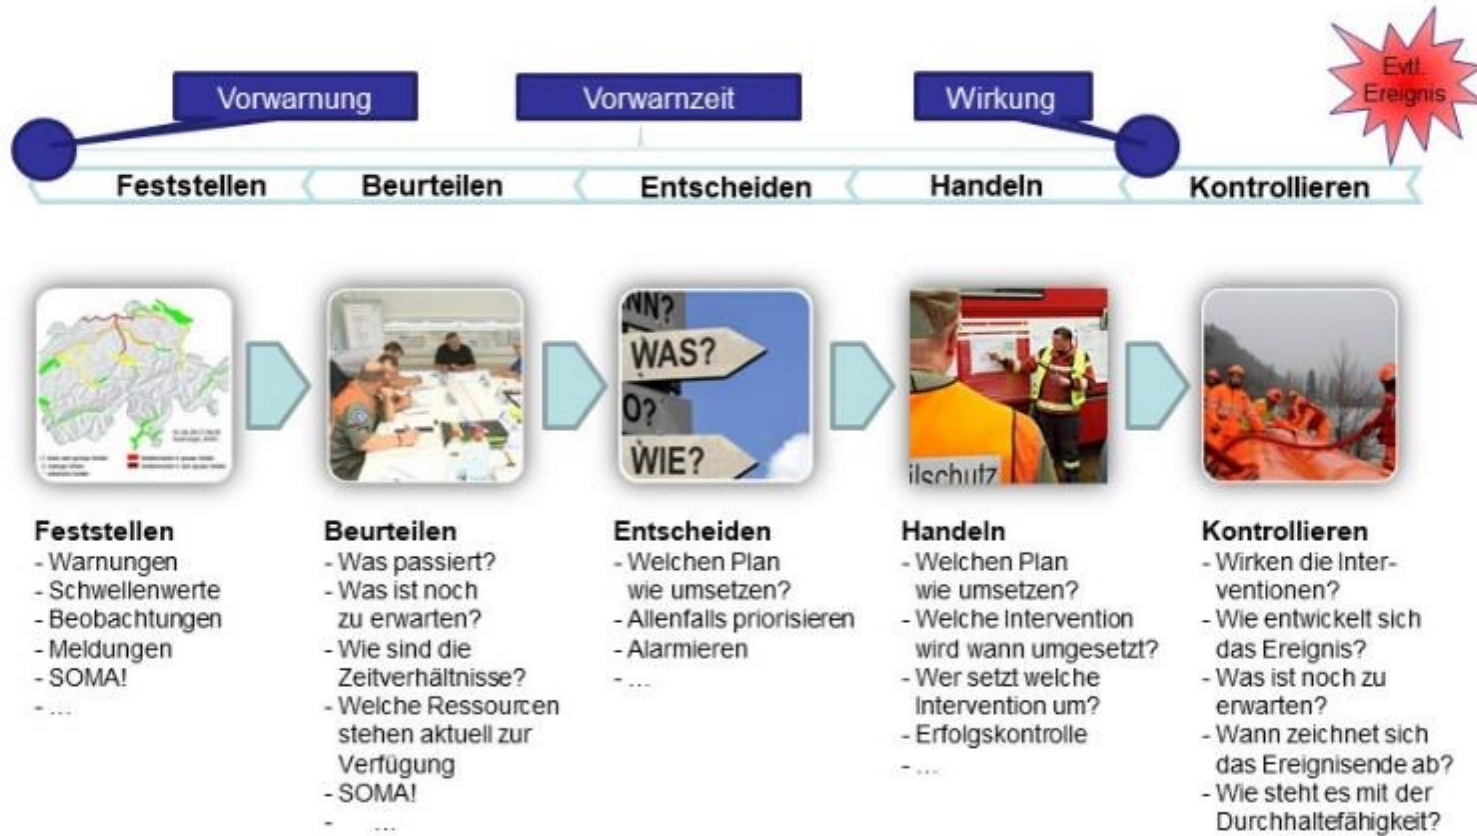 Evtl.
Ereignis
Vorwarnung
Vorwarnzeit
Wirkung
Feststellen
Beurteilen
Entscheiden
Handeln
Kontrollieren
WAS?
O?
WIE?
ilschutz
Feststellen
- Warnungen
- Schwellenwerte
- Beobachtungen
- Meldungen
- SOMA!
- ...
Beurteilen
- Was passiert?
- Was ist noch
zu erwarten?
- Wie sind die
Zeitverhältnisse?
- Welche Ressourcen
stehen aktuell zur
Verfügung
- SOMA!
- ...
Entscheiden
- Welchen Plan
wie umsetzen?
- Allenfalls priorisieren
- Alarmieren
- ...
Handeln
- Welchen Plan
wie umsetzen?
- Welche Intervention
wird wann umgesetzt?
- Wer setzt welche
Intervention um?
- Erfolgskontrolle
- ...
Kontrollieren
- Wirken die Inter-
ventionen?
- Wie entwickelt sich
das Ereignis?
- Was ist noch zu
erwarten?
- Wann zeichnet sich
das Ereignisende ab?
- Wie steht es mit der
Durchhaltefähigkeit?